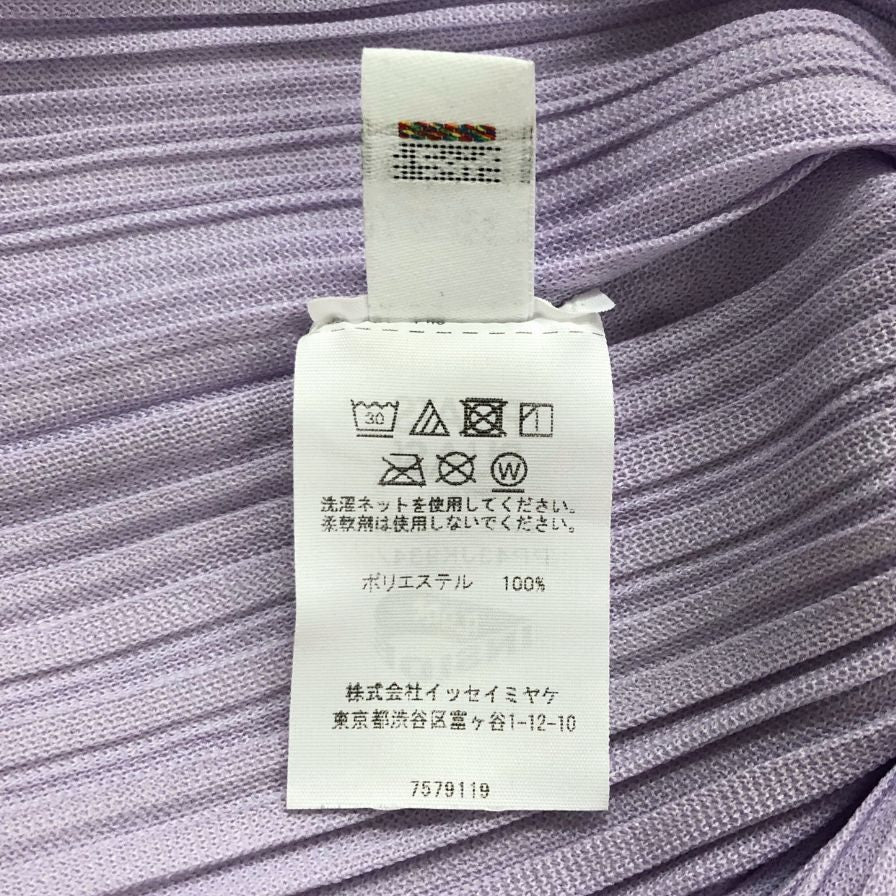 30
W
洗濯ネットを使用してください。
柔軟剤は使用しないでください。
ポリエステル 100%
株式会社イッセイミヤケ
東京都渋谷区富ヶ谷1-12-10
7579119